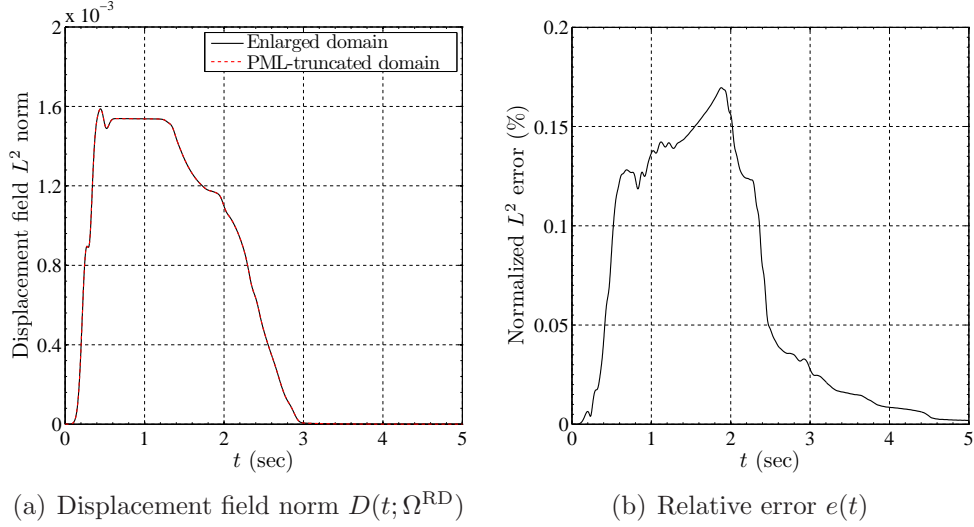 2 × 10⁻³
Enlarged domain
PML-truncated domain
1.6
1.2
0.8
0.4
0
Displacement field L² norm
0 1 2 3 4 5
t (sec)
(a) Displacement field norm D(t; Ω^RD)
0.2
0.15
0.1
0.05
0
Normalized L² error (%)
0 1 2 3 4 5
t (sec)
(b) Relative error e(t)